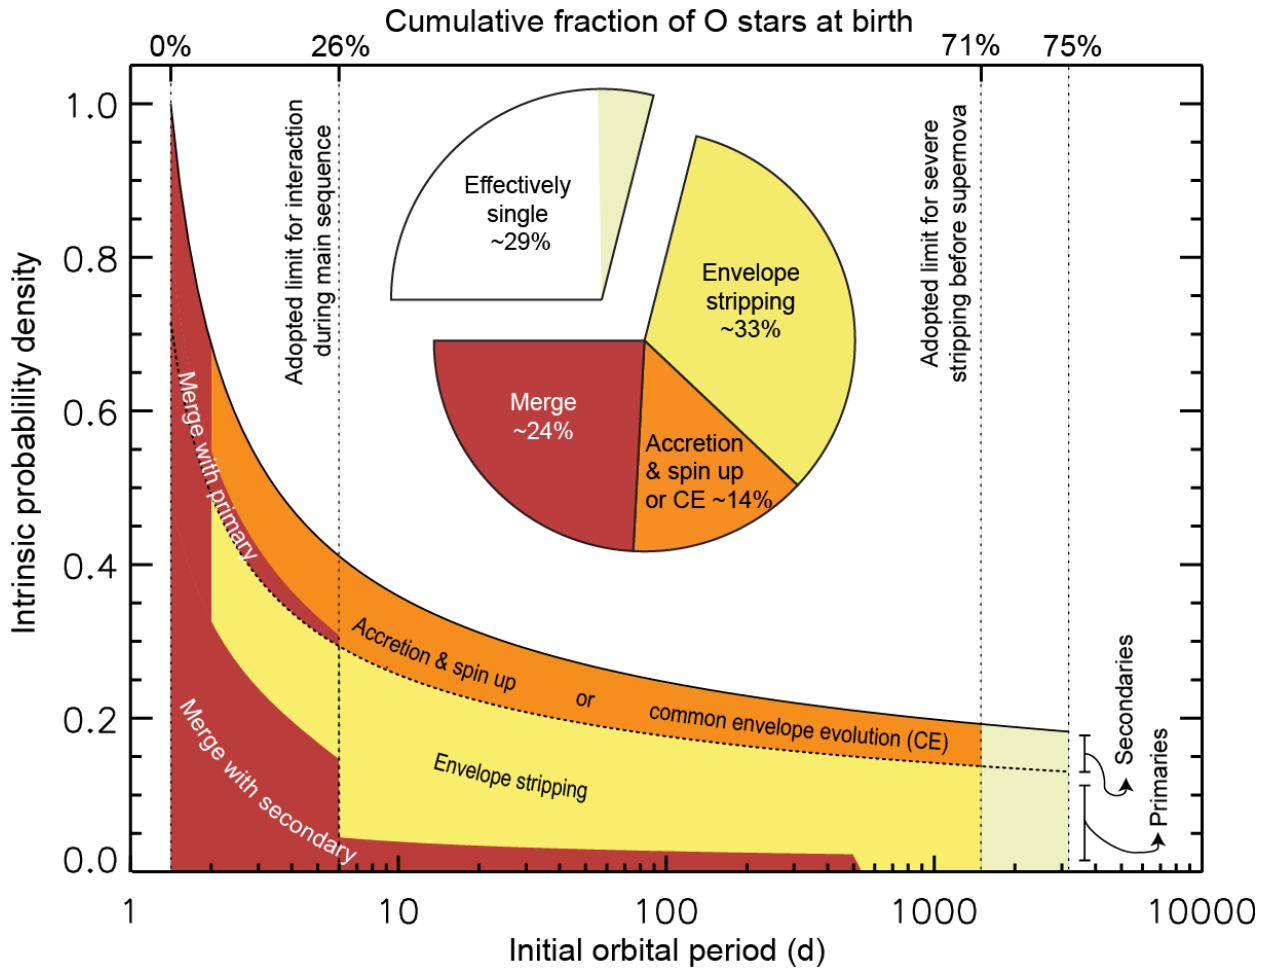 Cumulative fraction of O stars at birth
0%
26%
71%
75%
Intrinsic probablility density
1.0
0.8
0.6
0.4
0.2
0.0
Adopted limit for interaction
during main sequence
Effectively
single
~29%
Envelope
stripping
~33%
Merge
~24%
Accretion
& spin up
or CE ~14%
Adopted limit for severe
stripping before supernova
Merge with primary
Accretion & spin up or common envelope evolution (CE)
Envelope stripping
Merge with secondary
Secondaries
Primaries
1
10
100
1000
10000
Initial orbital period (d)